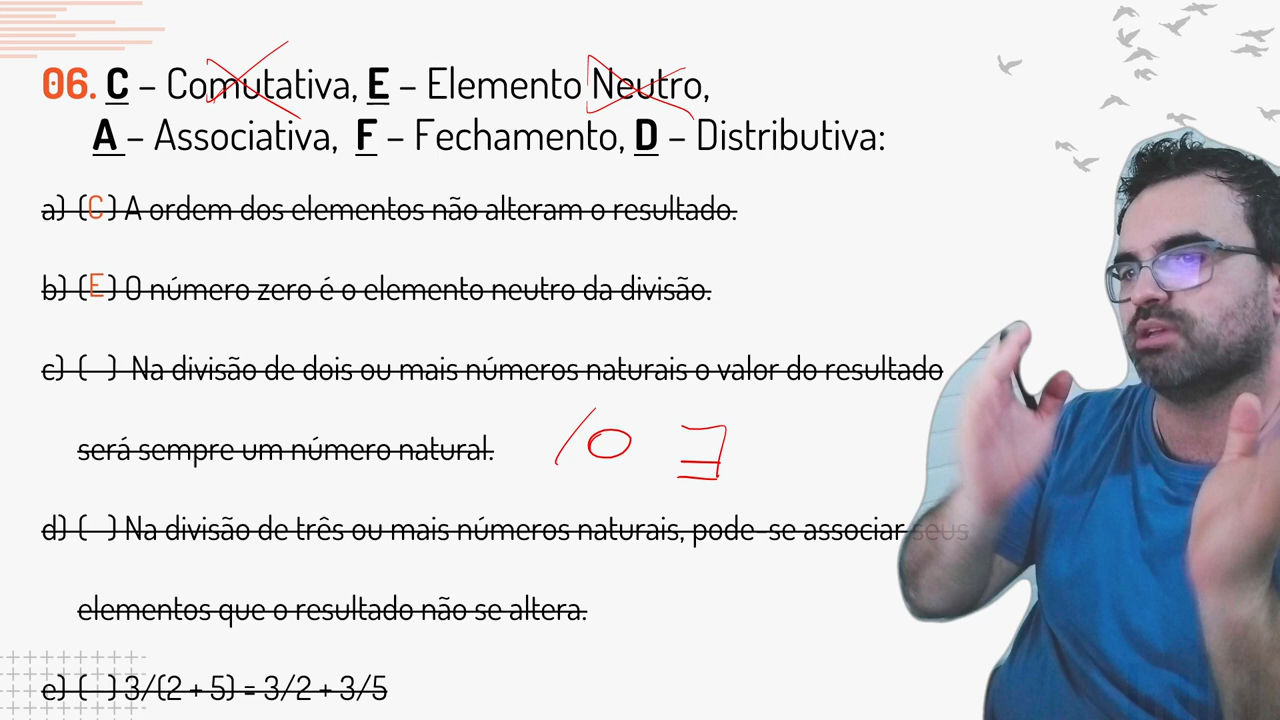 06. C – Comutativa, E – Elemento Neutro,
A – Associativa, F – Fechamento, D – Distributiva:
a) (C) A ordem dos elementos não alteram o resultado.
b) (E) O número zero é o elemento neutro da divisão.
c) ( ) Na divisão de dois ou mais números naturais o valor do resultado
será sempre um número natural.
10
d) ( ) Na divisão de três ou mais números naturais, pode-se associar seus
elementos que o resultado não se altera.
e) ( ) 3/(2 + 5) = 3/2 + 3/5